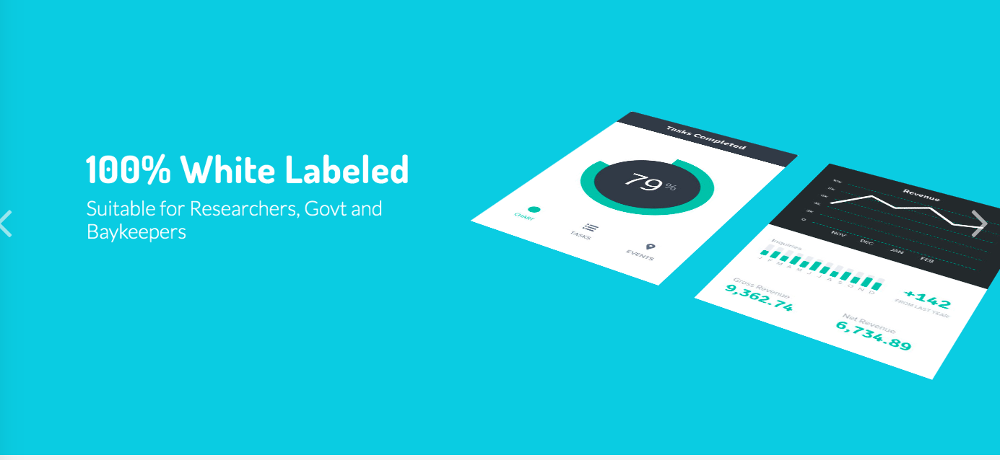 100% White Labeled
Suitable for Researchers, Govt and
Baykeepers
Tasks Completed
79%
CHART
TASKS
EVENTS
Revenue
0
NOV DEC JAN FEB
Inquiries
J F M A M J J A S O N D
+142
FROM LAST YEAR
Gross Revenue
9,362.74
Net Revenue
6,734.89